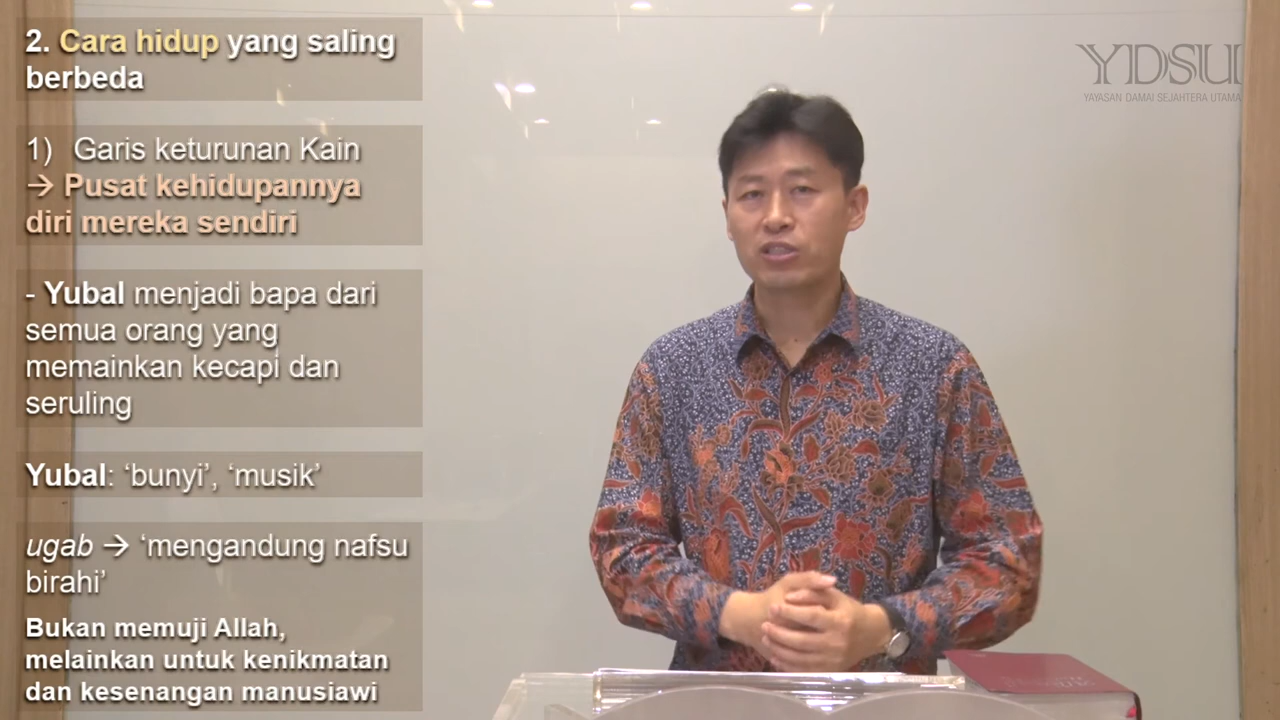 2. Cara hidup yang saling
berbeda
1) Garis keturunan Kain
→ Pusat kehidupannya
diri mereka sendiri
- Yubal menjadi bapa dari
semua orang yang
memainkan kecapi dan
seruling
Yubal: ‘bunyi’, ‘musik’
ugab → ‘mengandung nafsu
birahi’
Bukan memuji Allah,
melainkan untuk kenikmatan
dan kesenangan manusiawi
YDSU
YAYASAN DAMAI SEJAHTERA UTAMA